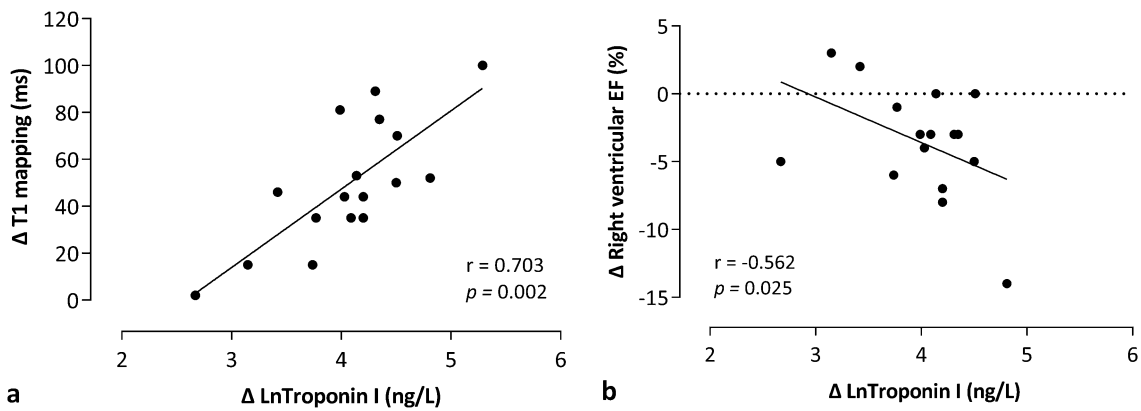 120
100
80
60
40
20
0
Δ T1 mapping (ms)
r = 0.703
p = 0.002
2 3 4 5 6
Δ LnTroponin I (ng/L)
a
5
0
-5
-10
-15
Δ Right ventricular EF (%)
r = -0.562
p = 0.025
2 3 4 5 6
Δ LnTroponin I (ng/L)
b